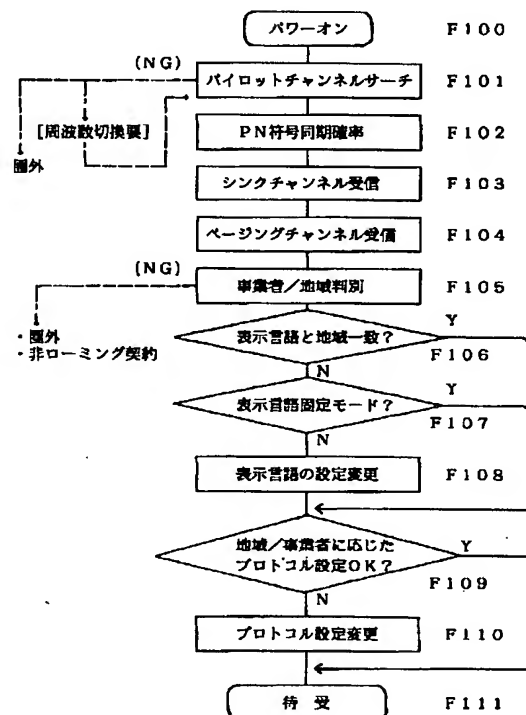 パワーオン F100
(NG)
パイロットチャンネルサーチ F101
[周波数切換要]
圏外
PN符号同期確率 F102
シンクチャンネル受信 F103
ページングチャンネル受信 F104
(NG)
事業者/地域判別 F105
・圏外
・非ローミング契約
表示言語と地域一致? Y
F106
N
表示言語固定モード? Y
F107
N
表示言語の設定変更 F108
地域/事業者に応じた
プロトコル設定OK? Y
F109
N
プロトコル設定変更 F110
待受 F111